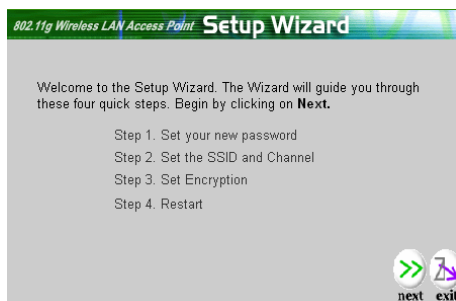 802.11g Wireless LAN Access Point Setup Wizard
Welcome to the Setup Wizard. The Wizard will guide you through
these four quick steps. Begin by clicking on Next.
Step 1. Set your new password
Step 2. Set the SSID and Channel
Step 3. Set Encryption
Step 4. Restart
next exit